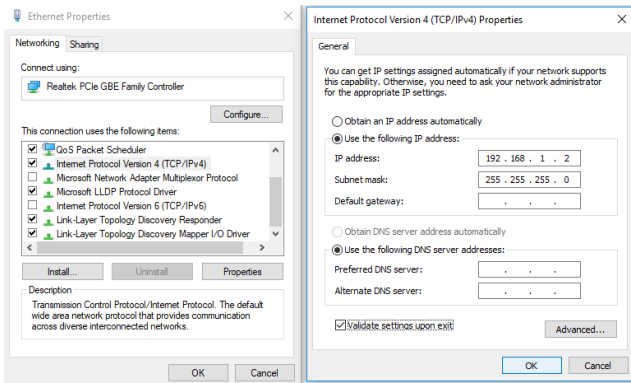 Ethernet Properties
Networking Sharing
Connect using:
Realtek PCIe GBE Family Controller
Configure...
This connection uses the following items:
QoS Packet Scheduler
Internet Protocol Version 4 (TCP/IPv4)
Microsoft Network Adapter Multiplexor Protocol
Microsoft LLDP Protocol Driver
Internet Protocol Version 6 (TCP/IPv6)
Link-Layer Topology Discovery Responder
Link-Layer Topology Discovery Mapper I/O Driver
Install... Uninstall Properties
Description
Transmission Control Protocol/Internet Protocol. The default
wide area network protocol that provides communication
across diverse interconnected networks.
OK Cancel
Internet Protocol Version 4 (TCP/IPv4) Properties
General
You can get IP settings assigned automatically if your network supports
this capability. Otherwise, you need to ask your network administrator
for the appropriate IP settings.
Obtain an IP address automatically
Use the following IP address:
IP address: 192 . 168 . 1 . 2
Subnet mask: 255 . 255 . 255 . 0
Default gateway: . . .
Obtain DNS server address automatically
Use the following DNS server addresses:
Preferred DNS server: . . .
Alternate DNS server: . . .
Validate settings upon exit
Advanced...
OK Cancel